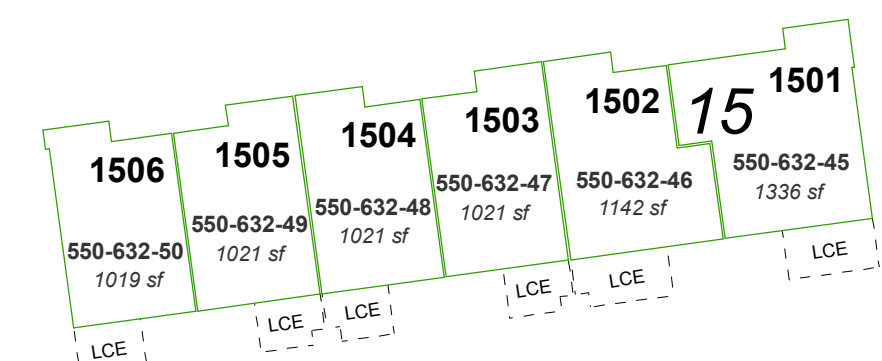 1506
550-632-50
1019 sf
LCE
1505
550-632-49
1021 sf
LCE
1504
550-632-48
1021 sf
LCE
1503
550-632-47
1021 sf
LCE
1502
550-632-46
1142 sf
LCE
15
1501
550-632-45
1336 sf
LCE